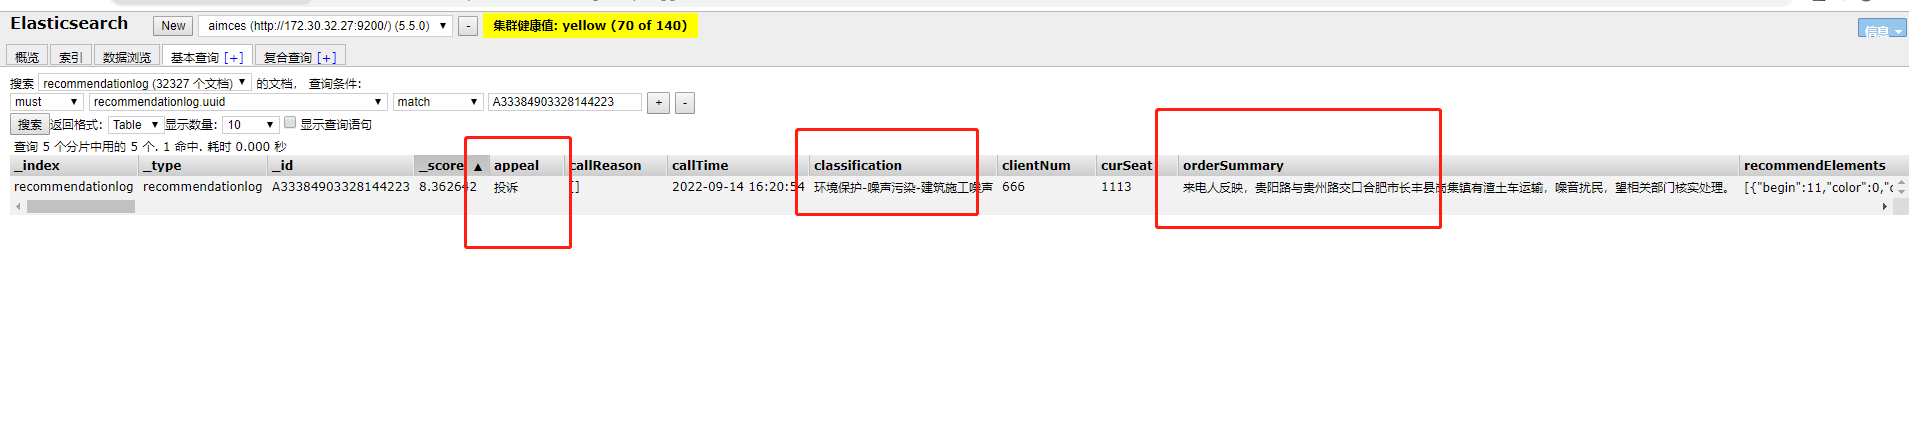 Elasticsearch New aimces (http://172.30.32.27:9200/) (5.5.0) - 集群健康值: yellow (70 of 140) 信息
概览 索引 数据浏览 基本查询 [+] 复合查询 [+]
搜索 recommendationlog (32327 个文档) 的文档， 查询条件:
must recommendationlog.uuid match A33384903328144223 + -
搜索 返回格式: Table 显示数量: 10 显示查询语句
查询 5 个分片中用的 5 个. 1 命中. 耗时 0.000 秒
_index _type _id _score ▲ appeal callReason callTime classification clientNum curSeat orderSummary recommendElements
recommendationlog recommendationlog A33384903328144223 8.362642 投诉 [] 2022-09-14 16:20:54 环境保护-噪声污染-建筑施工噪声 666 1113 来电人反映，贵阳路与贵州路交口合肥市长丰县岗集镇有渣土车运输，噪音扰民，望相关部门核实处理。 [{"begin":11,"color":0,"c